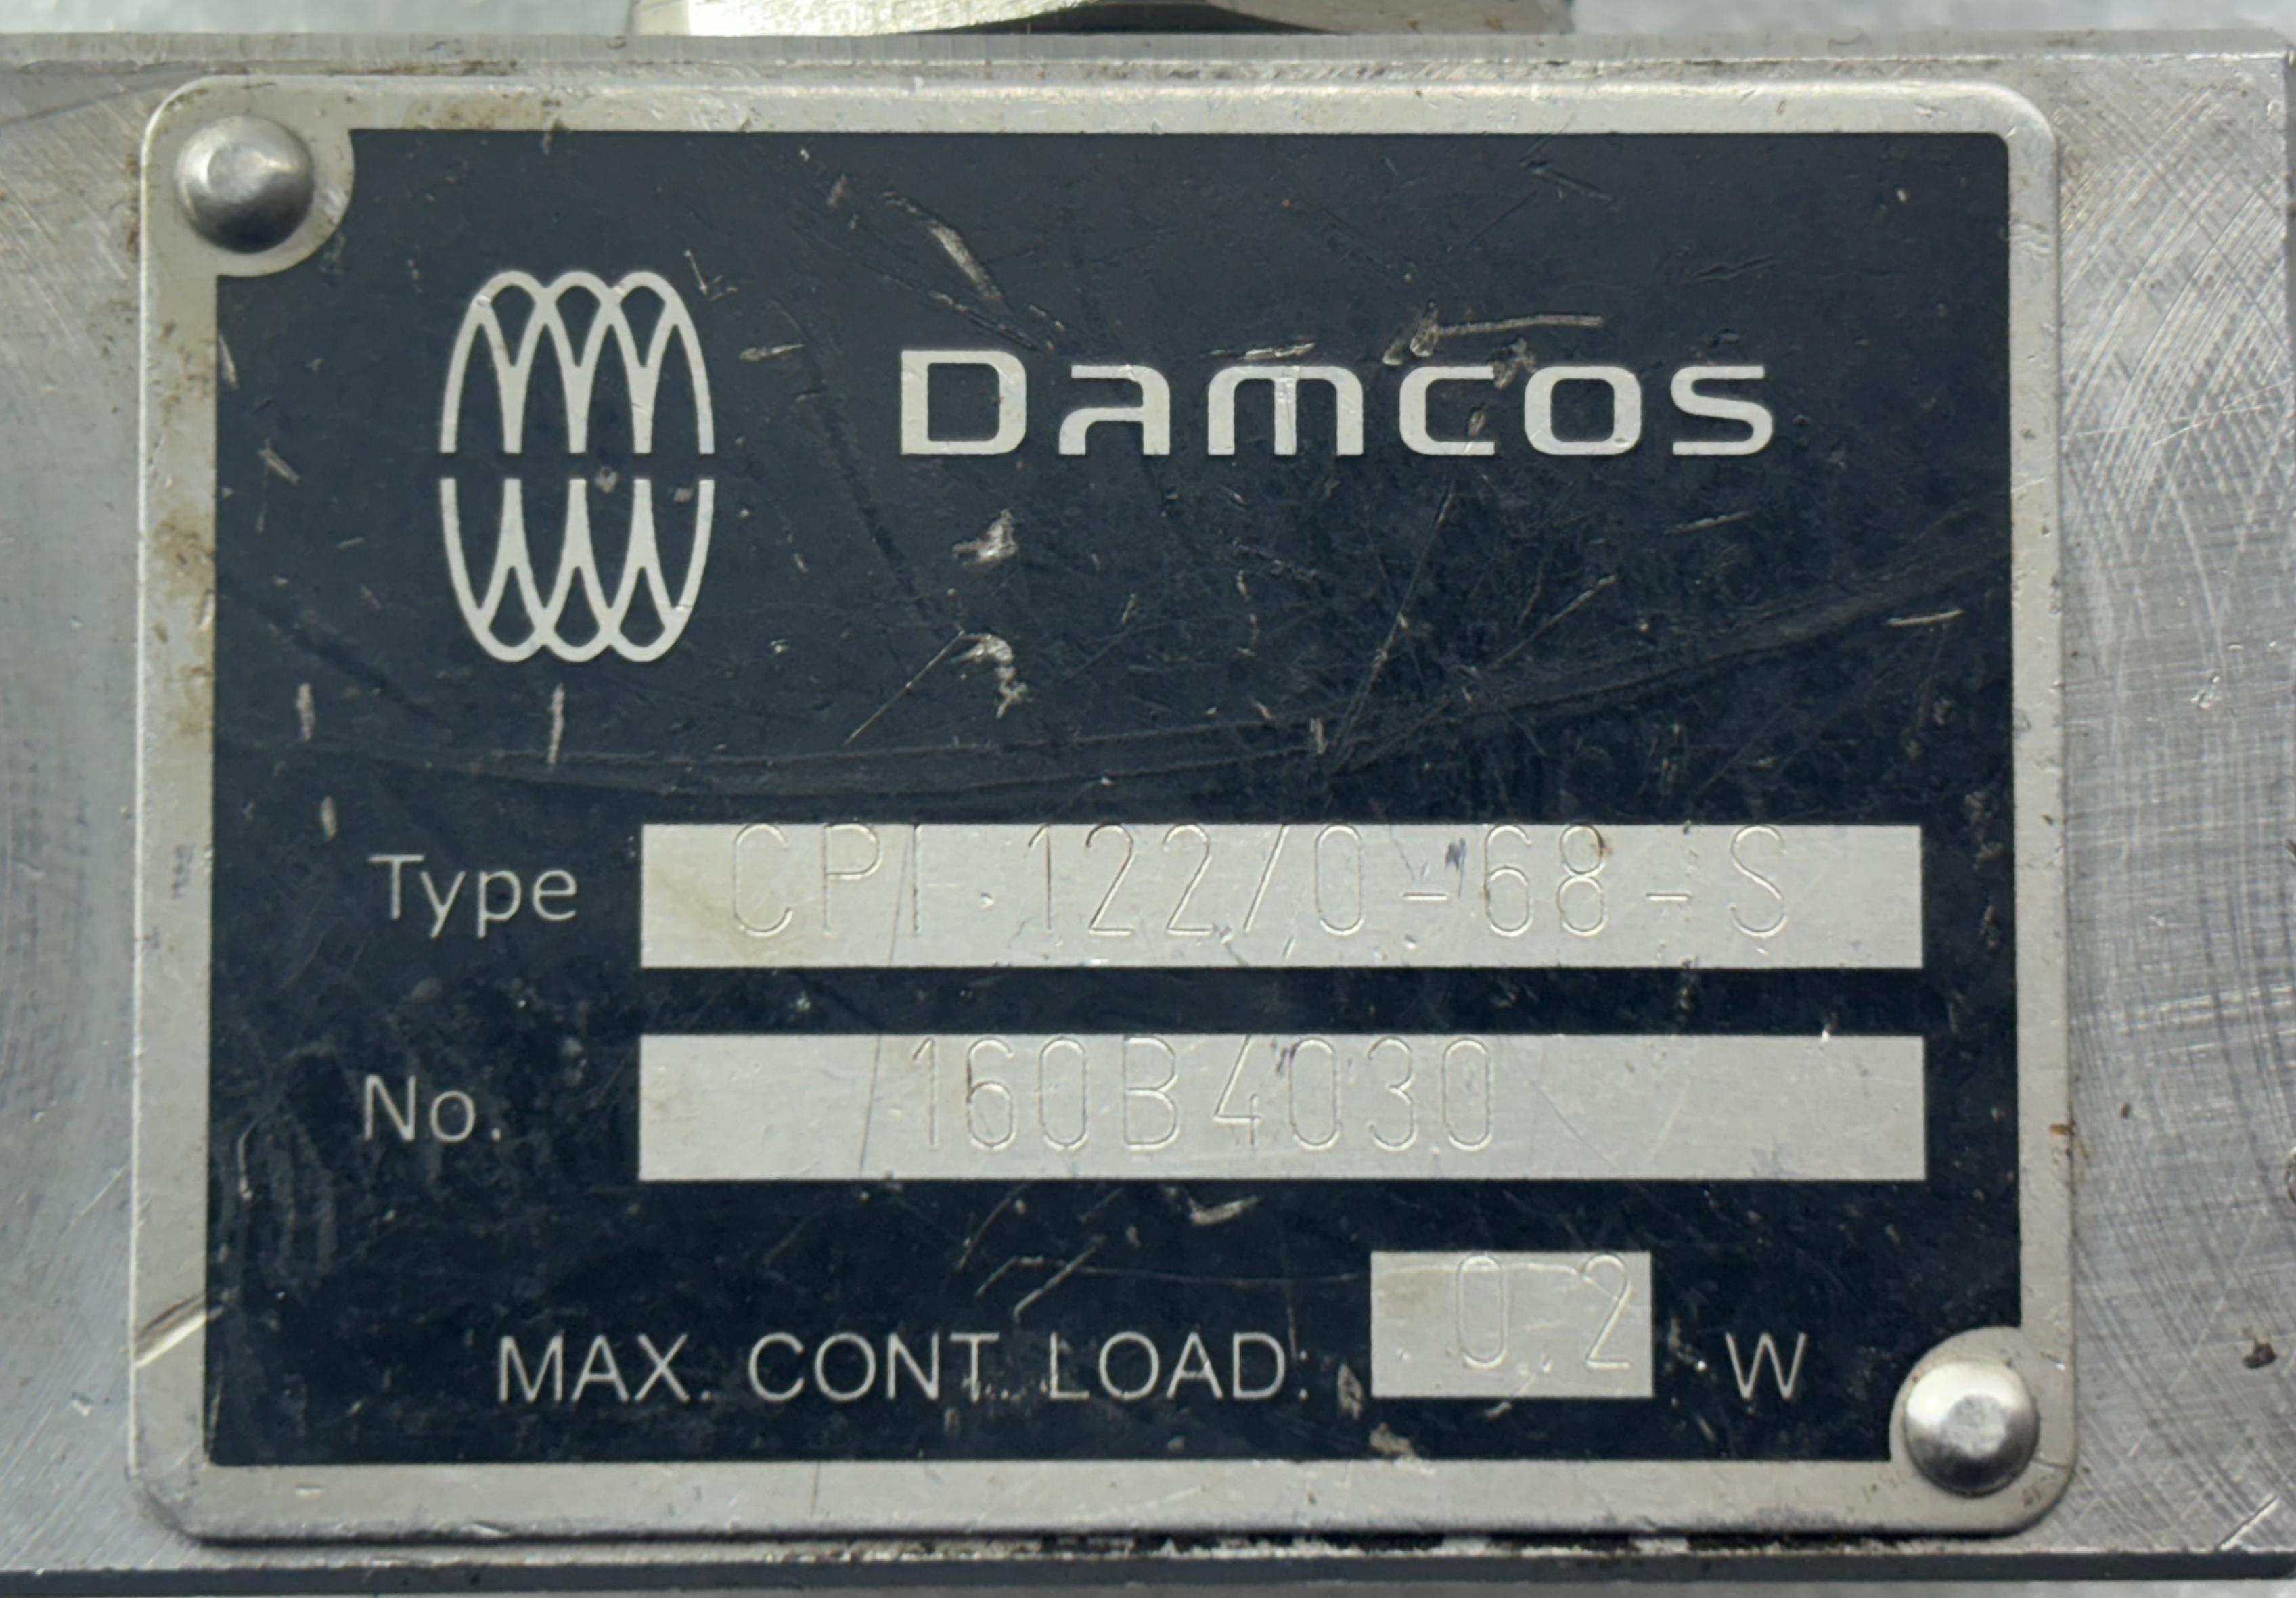 Damcos
Type CPI 122/0-68-S
No. 160B4030
MAX. CONT. LOAD: 0.2 W